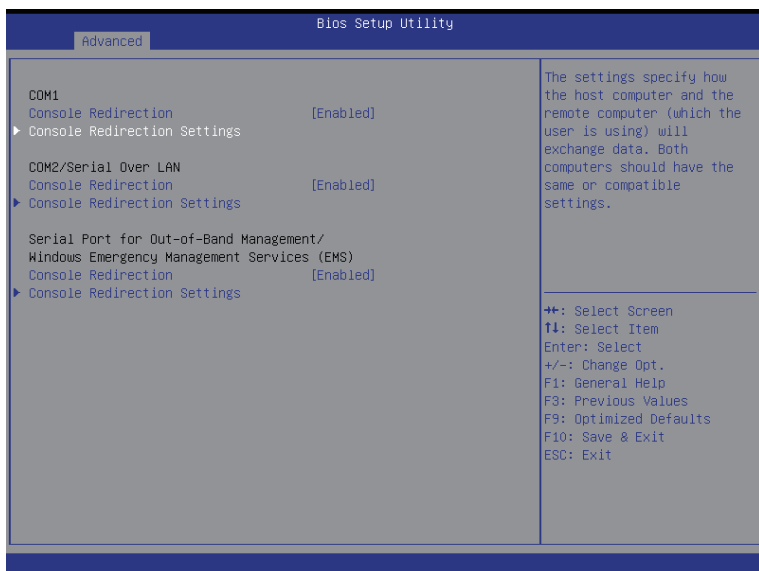 Bios Setup Utility
Advanced
COM1
Console Redirection [Enabled]
Console Redirection Settings
COM2/Serial Over LAN
Console Redirection [Enabled]
Console Redirection Settings
Serial Port for Out-of-Band Management/
Windows Emergency Management Services (EMS)
Console Redirection [Enabled]
Console Redirection Settings
The settings specify how
the host computer and the
remote computer (which the
user is using) will
exchange data. Both
computers should have the
same or compatible
settings.
→←: Select Screen
↑↓: Select Item
Enter: Select
+/-: Change Opt.
F1: General Help
F3: Previous Values
F9: Optimized Defaults
F10: Save & Exit
ESC: Exit